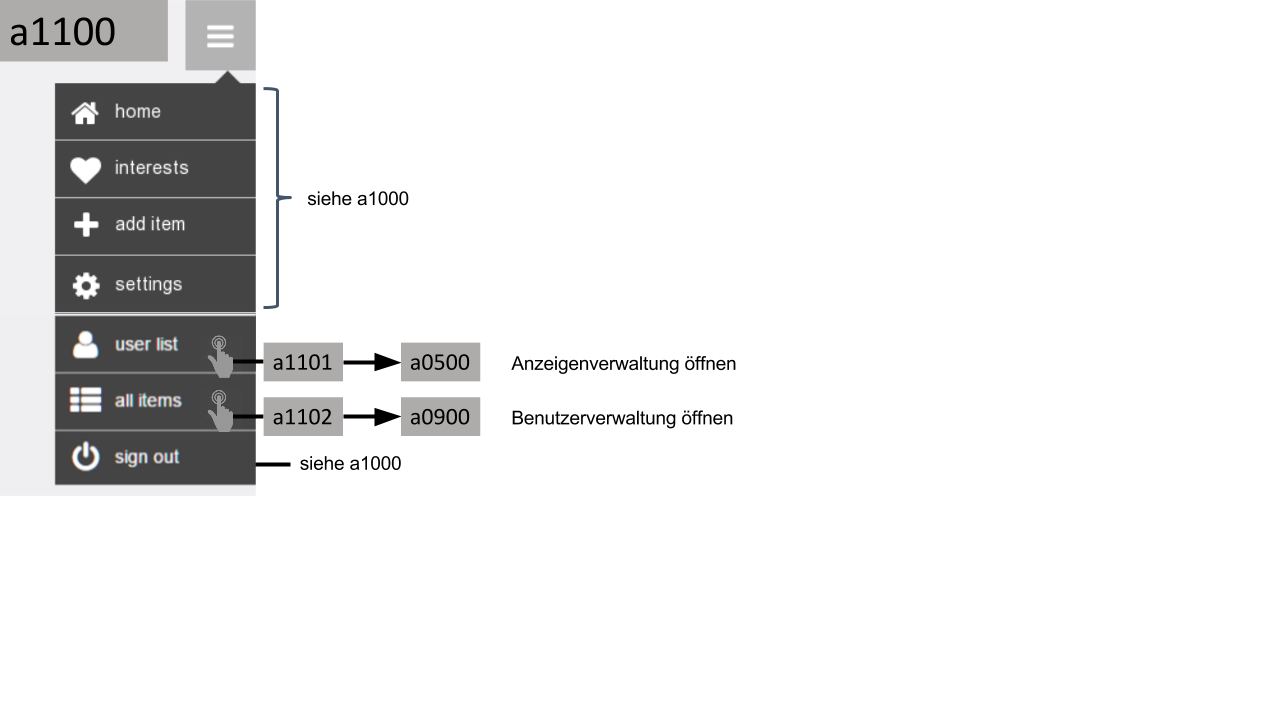 a1100
home
interests
add item
siehe a1000
settings
user list a1101 a0500 Anzeigenverwaltung öffnen
all items a1102 a0900 Benutzerverwaltung öffnen
sign out siehe a1000